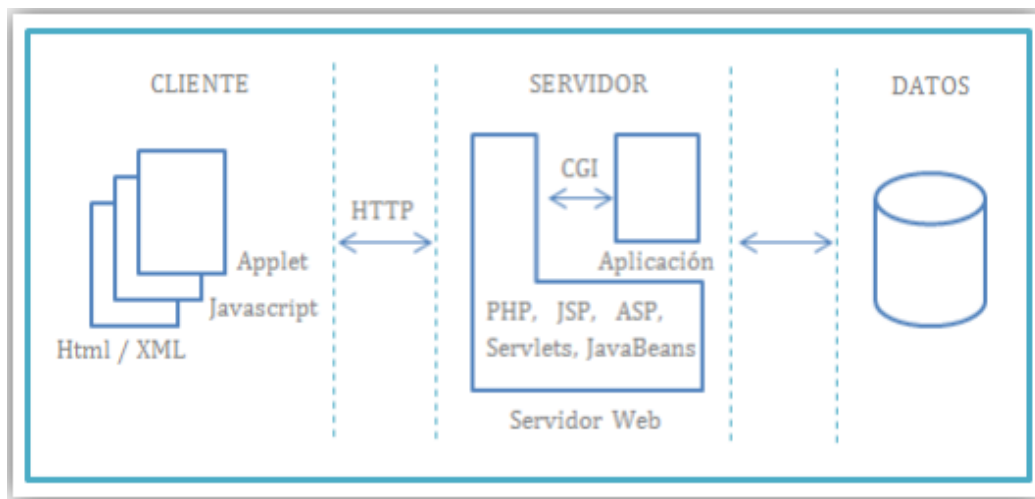 CLIENTE
SERVIDOR
DATOS
CGI
HTTP
Applet
Aplicación
Javascript
PHP, JSP, ASP,
Html / XML
Servlets, JavaBeans
Servidor Web